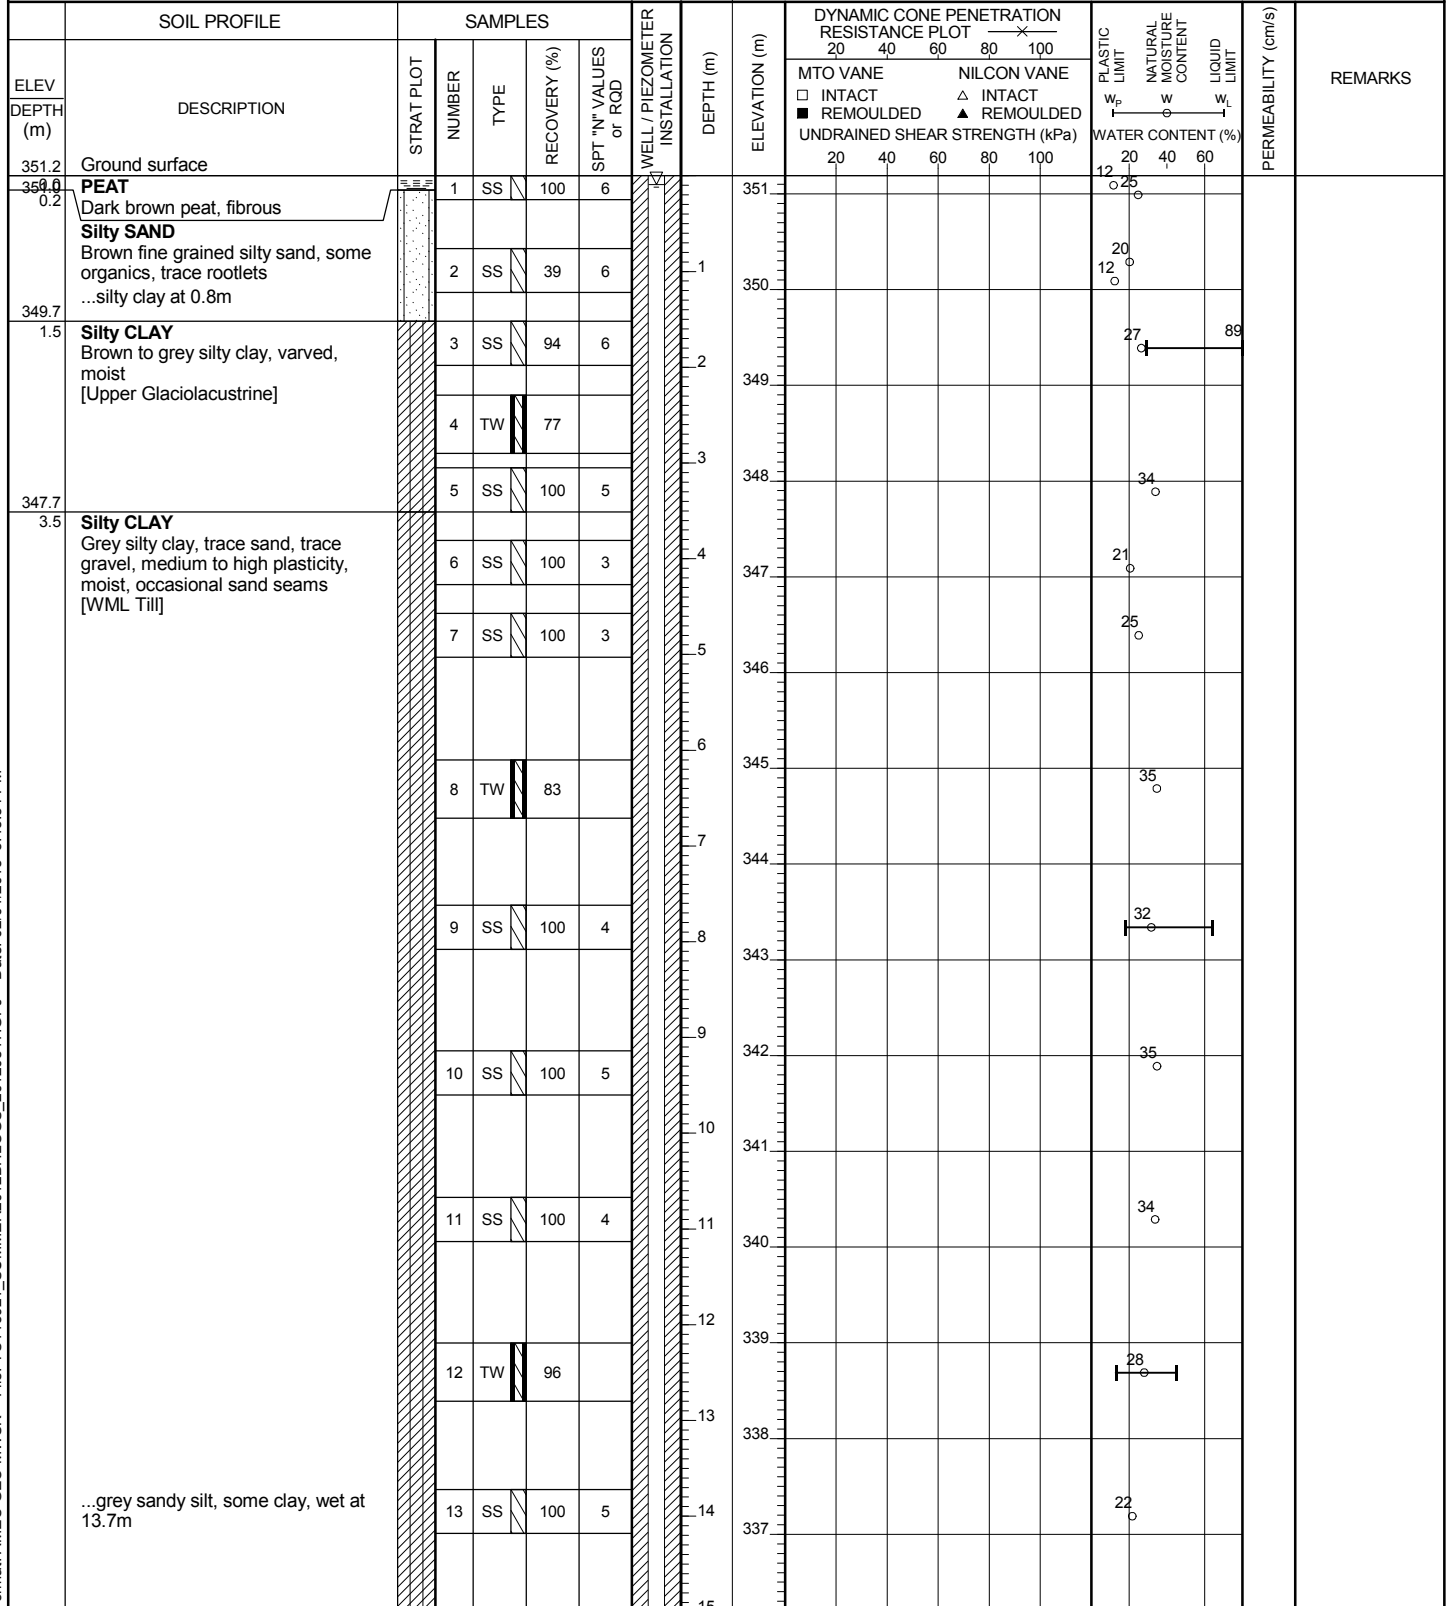 SOIL PROFILE
SAMPLES
ELEV
DEPTH
(m)
DESCRIPTION
STRAT PLOT
NUMBER
TYPE
RECOVERY (%)
SPT "N" VALUES
or RQD
WELL / PIEZOMETER
INSTALLATION
DEPTH (m)
ELEVATION (m)
DYNAMIC CONE PENETRATION
RESISTANCE PLOT
20 40 60 80 100
MTO VANE NILCON VANE
□ INTACT △ INTACT
■ REMOULDED ▲ REMOULDED
UNDRAINED SHEAR STRENGTH (kPa)
20 40 60 80 100
PLASTIC
LIMIT
NATURAL
MOISTURE
CONTENT
LIQUID
LIMIT
WP W WL
WATER CONTENT (%)
20 40 60
PERMEABILITY (cm/s)
REMARKS
351.2 Ground surface
0.0 PEAT
351.0
0.2 Dark brown peat, fibrous
Silty SAND
Brown fine grained silty sand, some
organics, trace rootlets
...silty clay at 0.8m
349.7
1.5 Silty CLAY
Brown to grey silty clay, varved,
moist
[Upper Glaciolacustrine]
347.7
3.5 Silty CLAY
Grey silty clay, trace sand, trace
gravel, medium to high plasticity,
moist, occasional sand seams
[WML Till]
...grey sandy silt, some clay, wet at
13.7m
1 SS 100 6
2 SS 39 6
3 SS 94 6
4 TW 77
5 SS 100 5
6 SS 100 3
7 SS 100 3
8 TW 83
9 SS 100 4
10 SS 100 5
11 SS 100 4
12 TW 96
13 SS 100 5
1
2
3
4
5
6
7
8
9
10
11
12
13
14
15
351
350
349
348
347
346
345
344
343
342
341
340
339
338
337
12 25
20
12
27 89
34
21
25
35
32
35
34
28
22